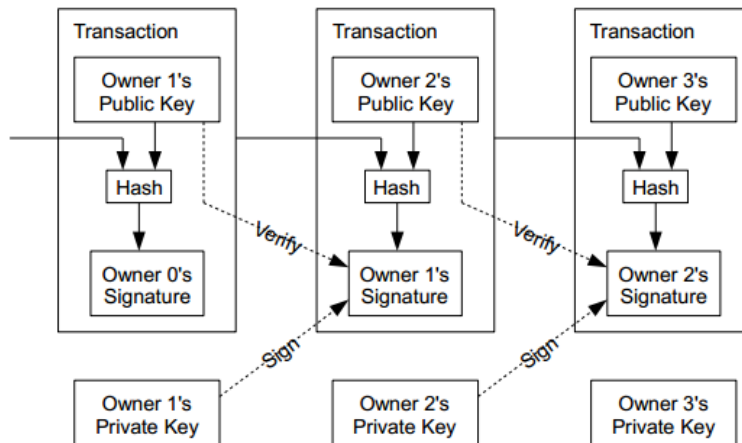 Transaction
Transaction
Transaction
Owner 1's
Public Key
Owner 2's
Public Key
Owner 3's
Public Key
Hash
Hash
Hash
Verify
Verify
Owner 0's
Signature
Owner 1's
Signature
Owner 2's
Signature
Sign
Sign
Owner 1's
Private Key
Owner 2's
Private Key
Owner 3's
Private Key